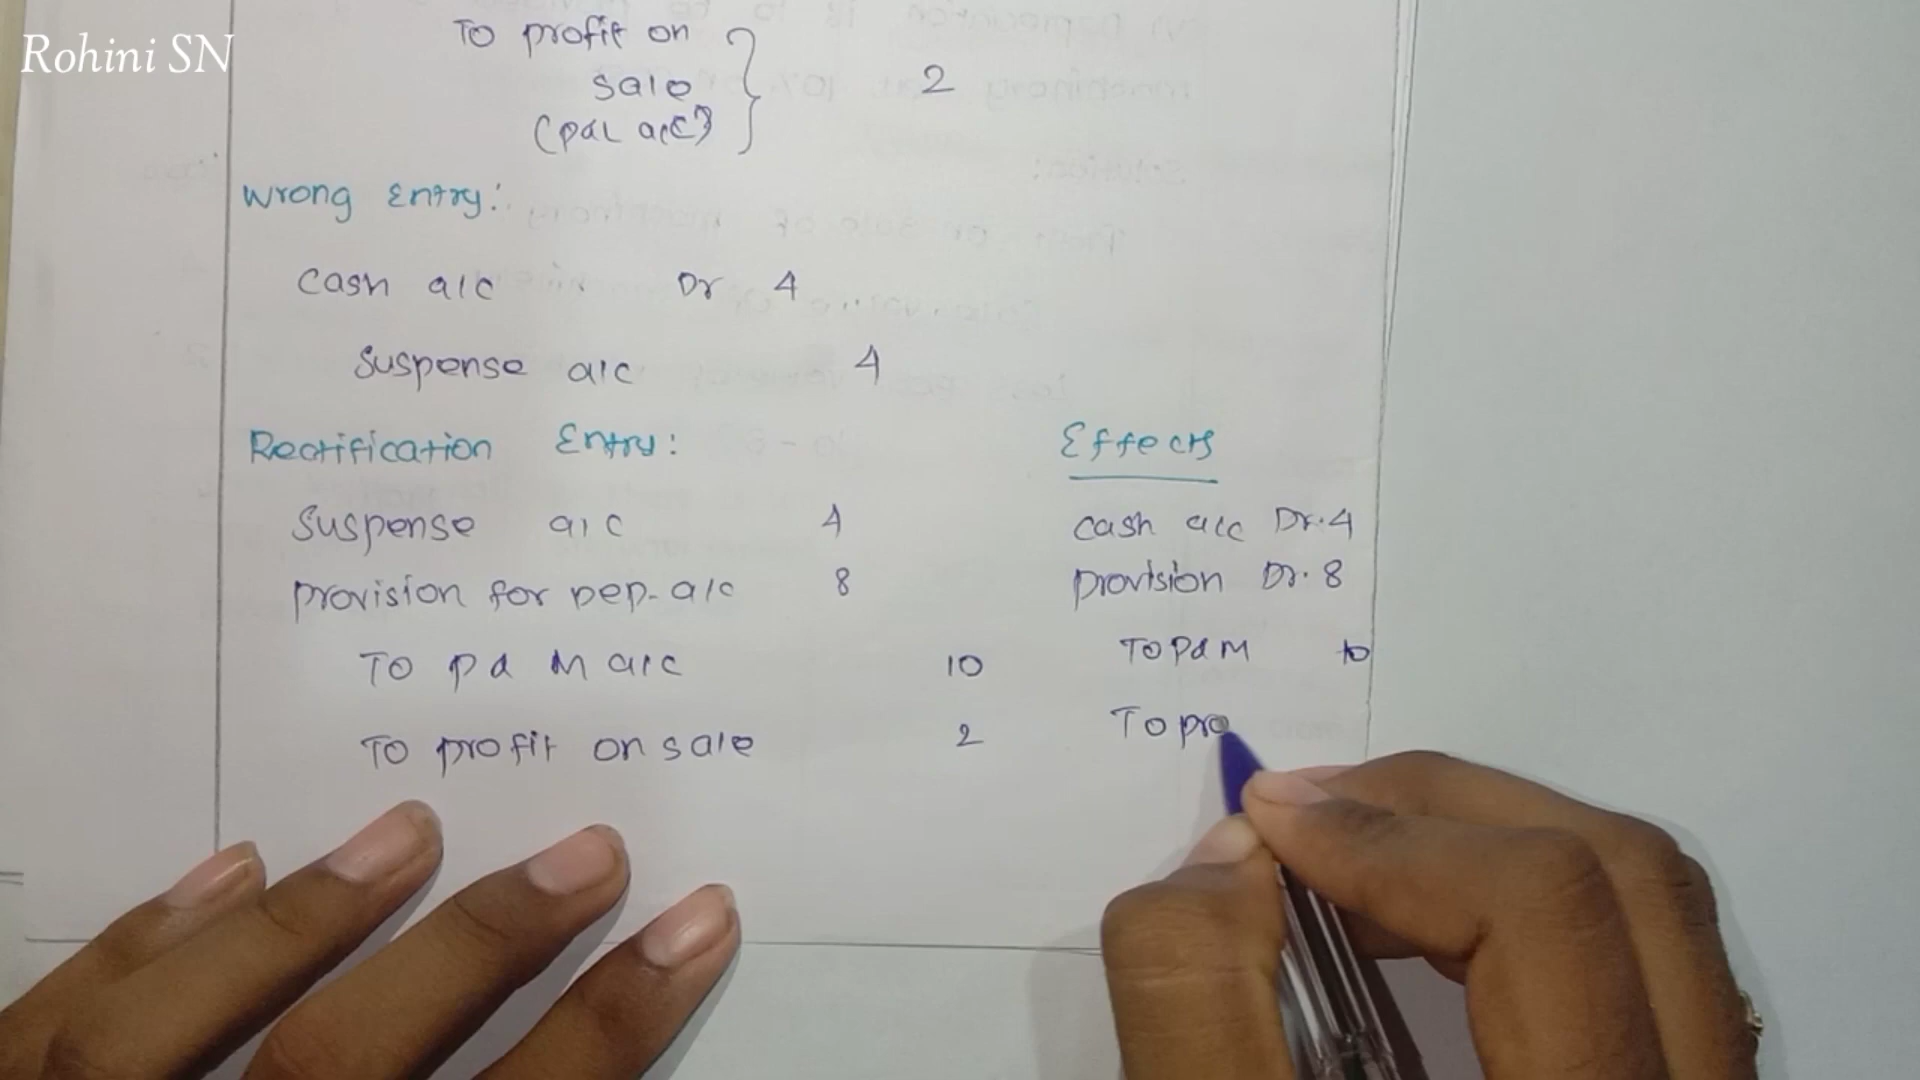 Rohini SN
To profit on
sale } 2
(P&L a/c)
Wrong Entry:
Cash a/c Dr 4
Suspense a/c 4
Rectification Entry: Effects
Suspense a/c 4 cash a/c Dr. 4
Provision for Dep. a/c 8 provision Dr. 8
To P & M a/c 10 To P & M 10
To profit on sale 2 To pro